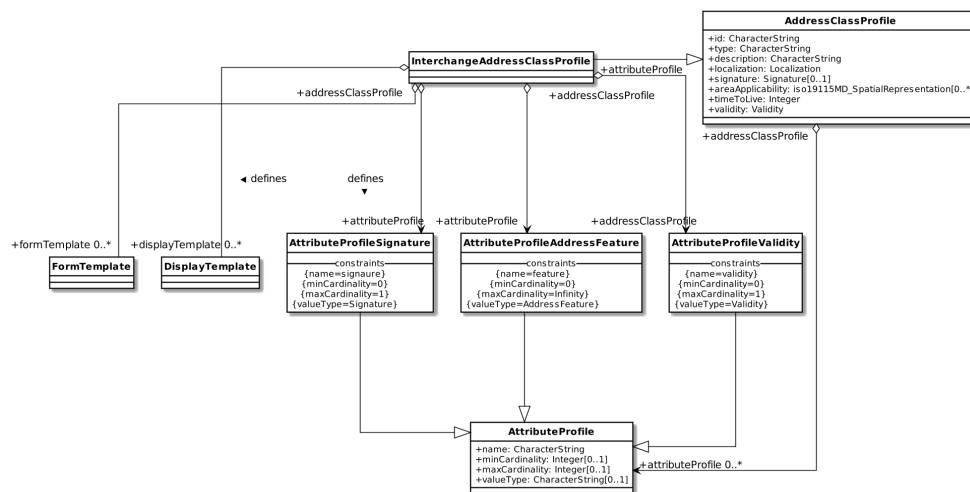 AddressClassProfile
+id: CharacterString
+type: CharacterString
+description: CharacterString
+localization: Localization
+signature: Signature[0..1]
+areaApplicability: iso19115MD_SpatialRepresentation[0..*
+timeToLive: Integer
+validity: Validity
InterchangeAddressClassProfile
+attributeProfile
+addressClassProfile
+addressClassProfile
+addressClassProfile
defines
defines
+attributeProfile
+attributeProfile
+addressClassProfile
+formTemplate 0..*
+displayTemplate 0..*
FormTemplate
DisplayTemplate
AttributeProfileSignature
constraints
{name=signaure}
{minCardinality=0}
{maxCardinality=1}
{valueType=Signature}
AttributeProfileAddressFeature
constraints
{name=feature}
{minCardinality=0}
{maxCardinality=Infinity}
{valueType=AddressFeature}
AttributeProfileValidity
constraints
{name=validity}
{minCardinality=0}
{maxCardinality=1}
{valueType=Validity}
AttributeProfile
+name: CharacterString
+minCardinality: Integer[0..1]
+maxCardinality: Integer[0..1]
+valueType: CharacterString[0..1]
+attributeProfile 0..*